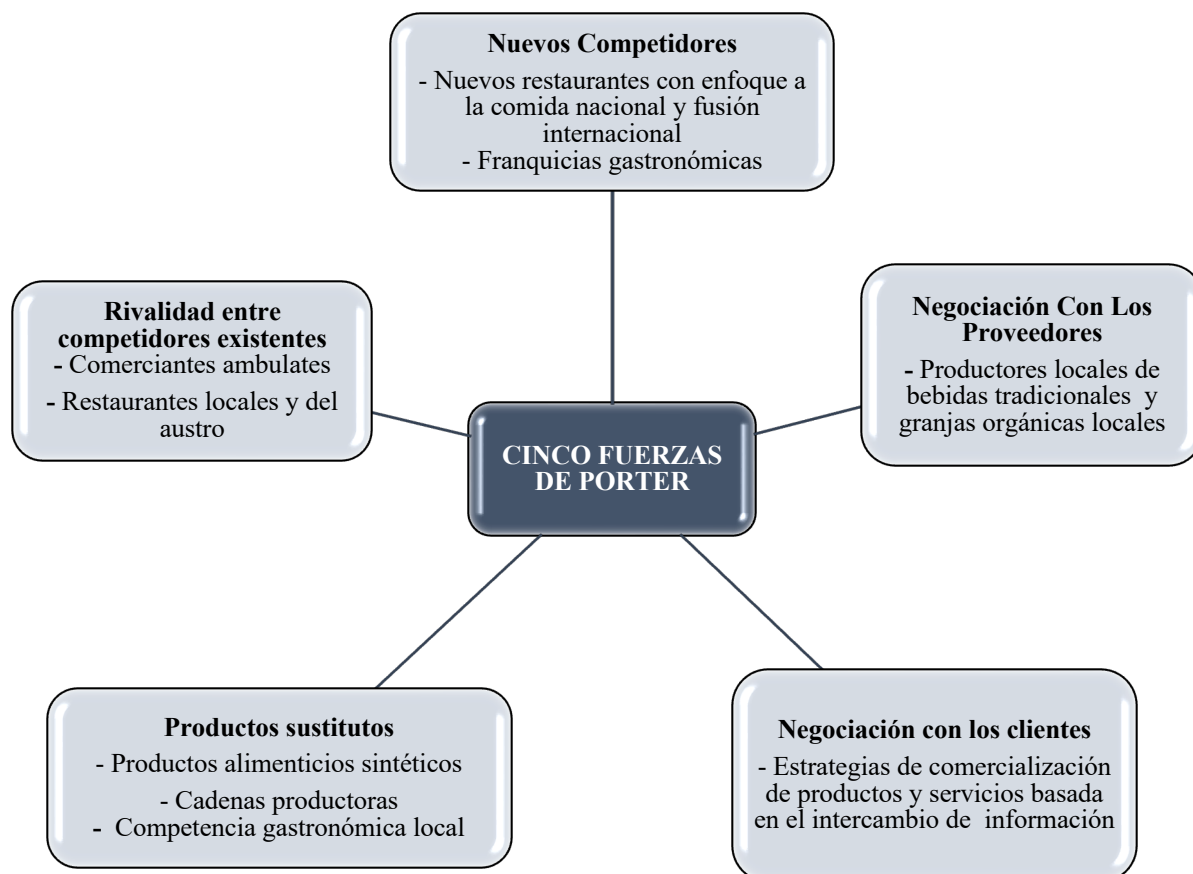 Nuevos Competidores
- Nuevos restaurantes con enfoque a
la comida nacional y fusión
internacional
- Franquicias gastronómicas
Rivalidad entre
competidores existentes
- Comerciantes ambulates
- Restaurantes locales y del
austro
Negociación Con Los
Proveedores
- Productores locales de
bebidas tradicionales y
granjas orgánicas locales
CINCO FUERZAS
DE PORTER
Productos sustitutos
- Productos alimenticios sintéticos
- Cadenas productoras
- Competencia gastronómica local
Negociación con los clientes
- Estrategias de comercialización
de productos y servicios basada
en el intercambio de información